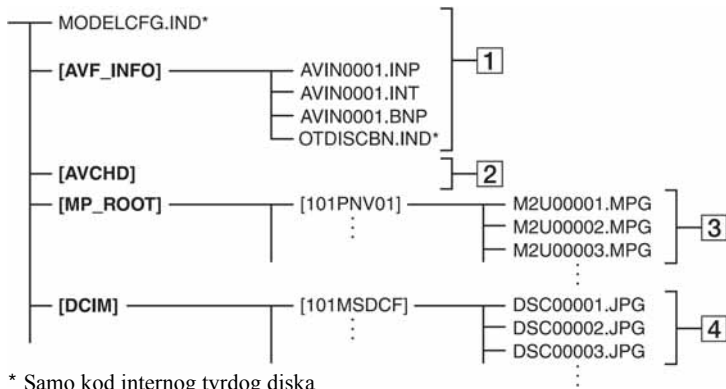 MODELCFG.IND*
[AVF_INFO]
AVIN0001.INP
AVIN0001.INT
AVIN0001.BNP
OTDISCBN.IND*
1
[AVCHD]
2
[MP_ROOT]
[101PNV01]
M2U00001.MPG
M2U00002.MPG
M2U00003.MPG
3
[DCIM]
[101MSDCF]
DSC00001.JPG
DSC00002.JPG
DSC00003.JPG
4
* Samo kod internog tvrdog diska